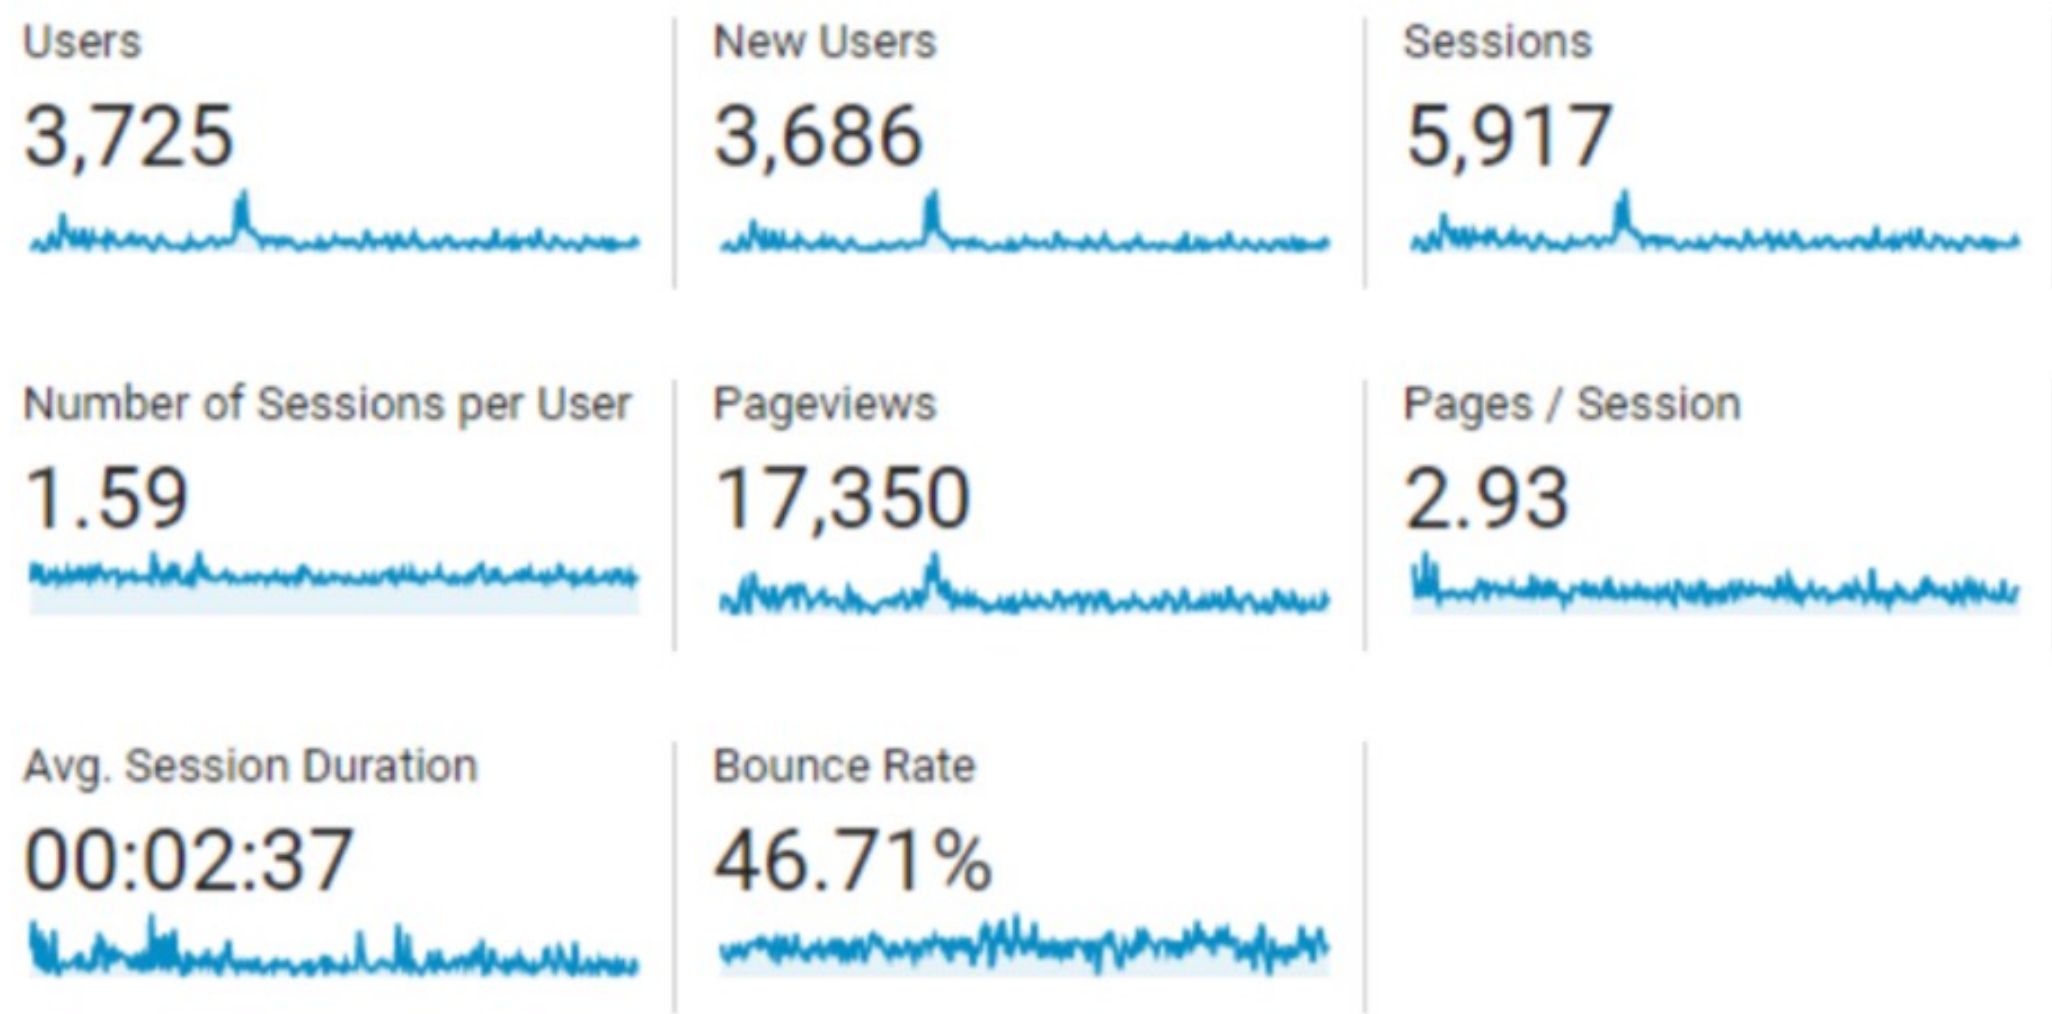 Users
3,725
New Users
3,686
Sessions
5,917
Number of Sessions per User
1.59
Pageviews
17,350
Pages / Session
2.93
Avg. Session Duration
00:02:37
Bounce Rate
46.71%